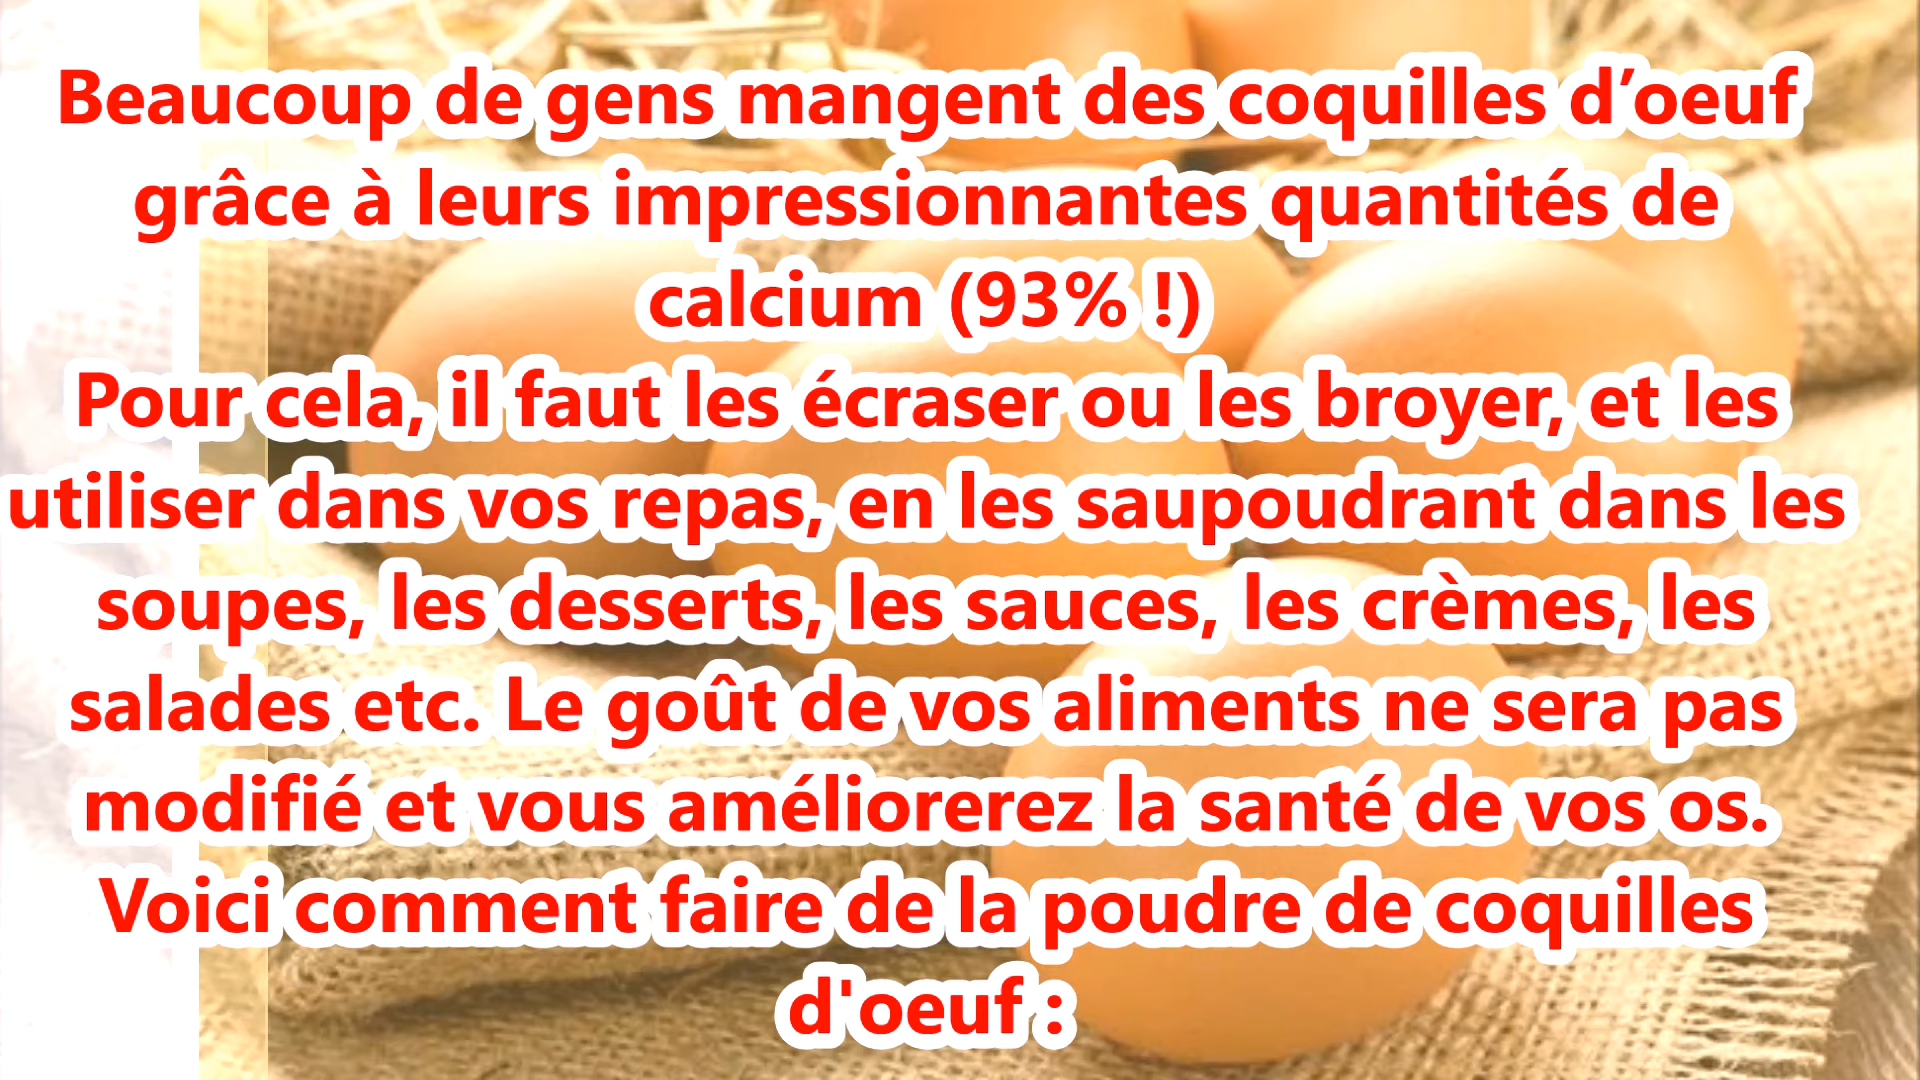 Beaucoup de gens mangent des coquilles d’oeuf
grâce à leurs impressionnantes quantités de
calcium (93% !)
Pour cela, il faut les écraser ou les broyer, et les
utiliser dans vos repas, en les saupoudrant dans les
soupes, les desserts, les sauces, les crèmes, les
salades etc. Le goût de vos aliments ne sera pas
modifié et vous améliorerez la santé de vos os.
Voici comment faire de la poudre de coquilles
d'oeuf :